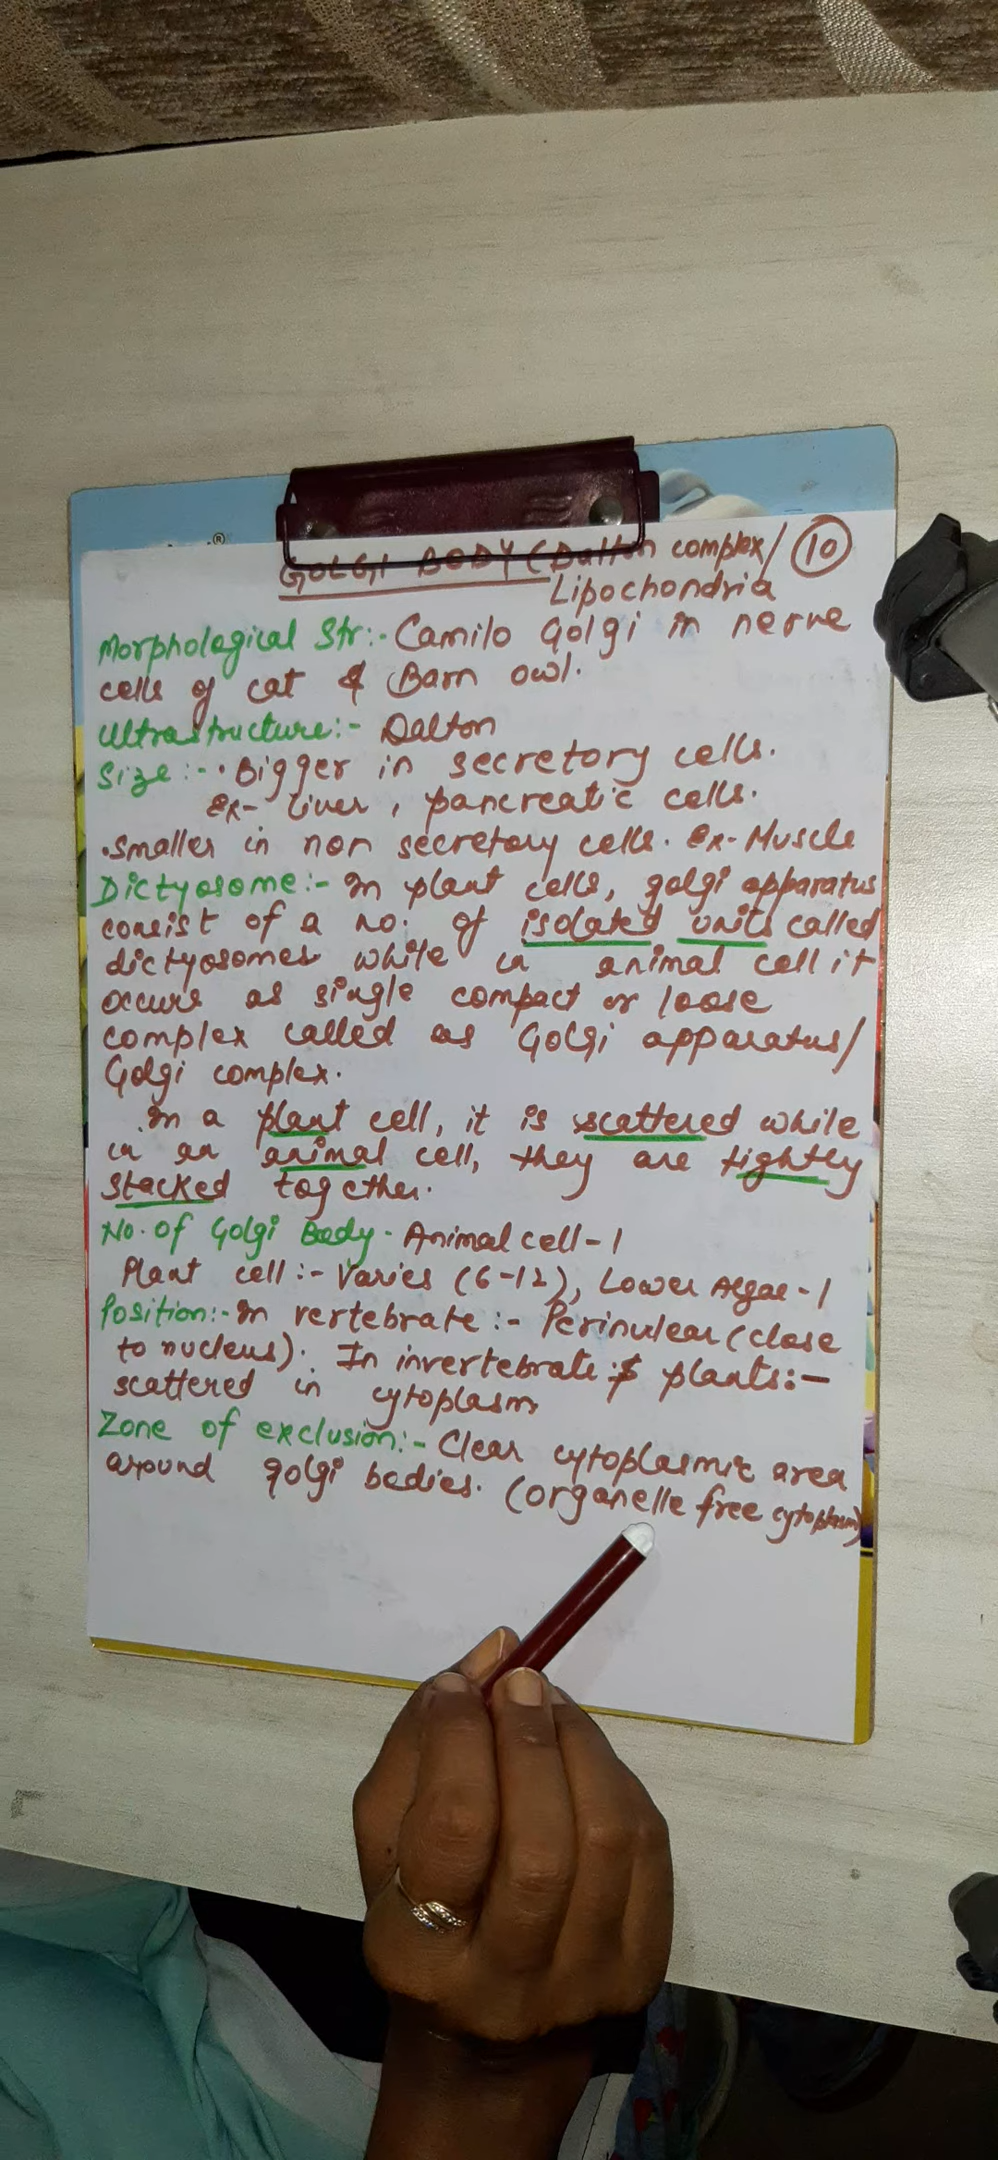 GOLGI BODY (Dalton complex/ 10
Lipochondria
Morphological Str:- Camilo Golgi in nerve
cells of cat & Barn owl.
Ultrastructure:- Dalton
Size:- • Bigger in secretory cells.
Ex- Liver, pancreatic cells.
• Smaller in non secretory cells. Ex- Muscle
Dictyosome:- In plant cells, golgi apparatus
consist of a no. of isolated units called
dictyosomes while in animal cell it
occurs as single compact or loose
complex called as Golgi apparatus/
Golgi complex.
In a plant cell, it is scattered while
in an animal cell, they are tightly
stacked together.
No. of Golgi Body - Animal cell - 1
Plant cell:- Varies (6-12), Lower Algae - 1
Position:- In vertebrate:- Perinulear (close
to nucleus). In invertebrate & plants:-
scattered in cytoplasm
Zone of exclusion:- Clear cytoplasmic area
around golgi bodies. (organelle free cytoplasm)